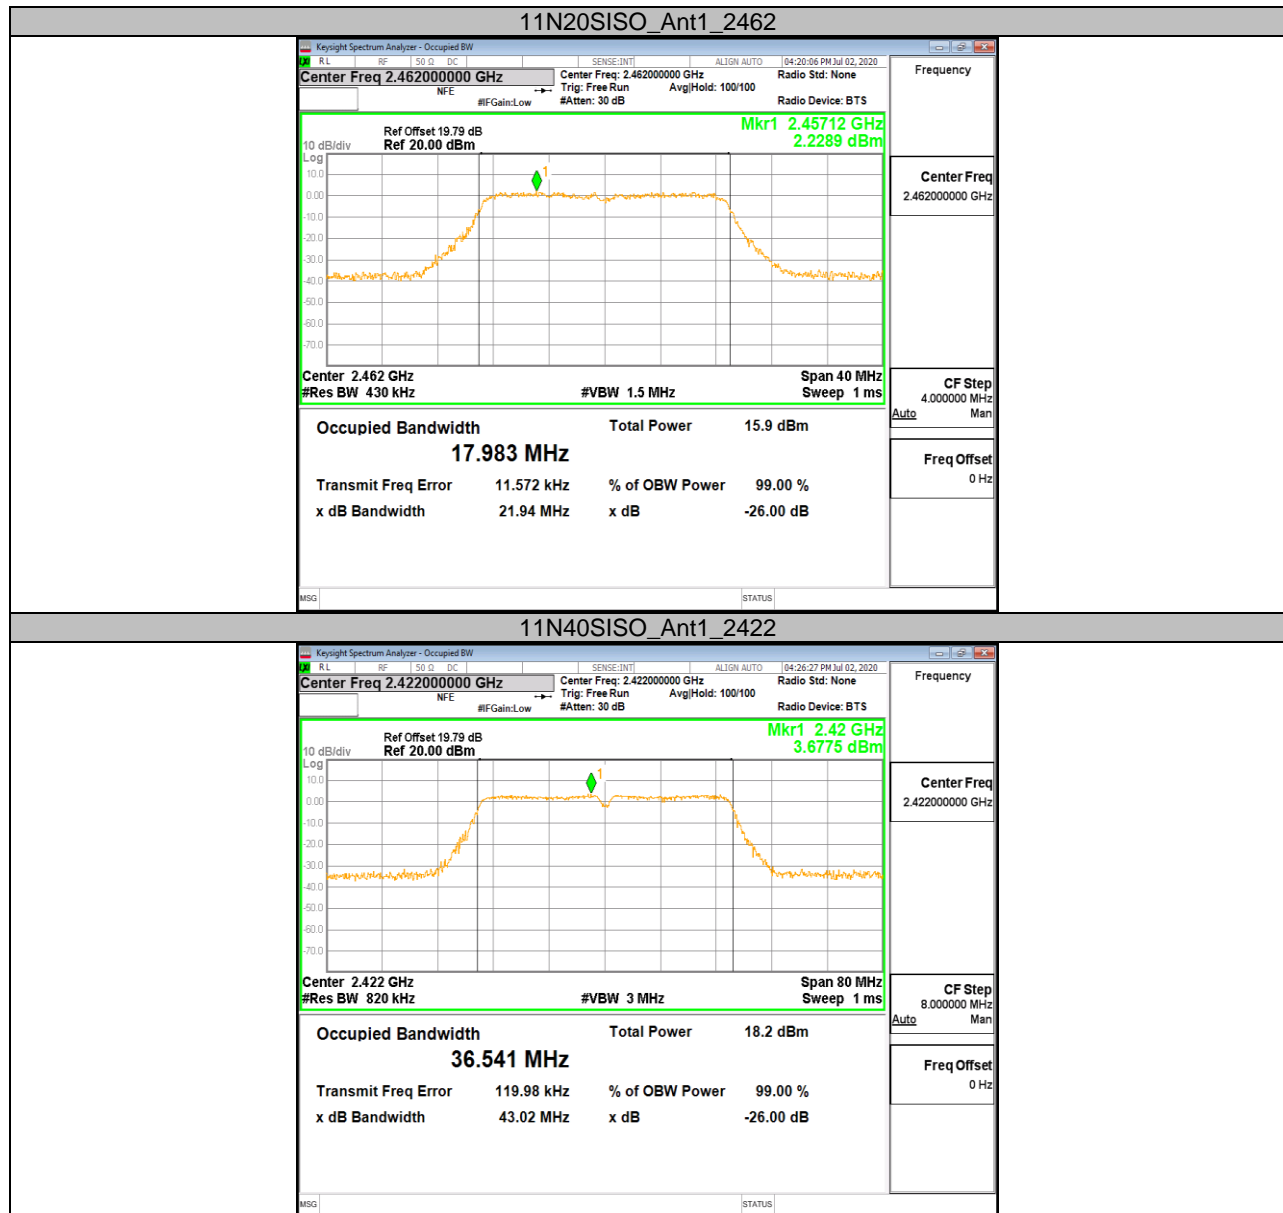 11N20SISO_Ant1_2462
Keysight Spectrum Analyzer - Occupied BW
RL RF 50 Ω DC SENSE:INT ALIGN AUTO 04:20:06 PM Jul 02, 2020
Center Freq 2.462000000 GHz
Center Freq: 2.462000000 GHz
Radio Std: None
NFE
Trig: Free Run Avg|Hold: 100/100
#IFGain:Low
#Atten: 30 dB
Radio Device: BTS
Frequency
Mkr1 2.45712 GHz
2.2289 dBm
Ref Offset 19.79 dB
10 dB/div Ref 20.00 dBm
Log
10.0
0.00
-10.0
-20.0
-30.0
-40.0
-50.0
-60.0
-70.0
1
Center 2.462 GHz
Span 40 MHz
#Res BW 430 kHz
#VBW 1.5 MHz
Sweep 1 ms
Center Freq
2.462000000 GHz
CF Step
4.000000 MHz
Auto Man
Freq Offset
0 Hz
Occupied Bandwidth
17.983 MHz
Total Power 15.9 dBm
Transmit Freq Error 11.572 kHz % of OBW Power 99.00 %
x dB Bandwidth 21.94 MHz x dB -26.00 dB
MSG STATUS
11N40SISO_Ant1_2422
Keysight Spectrum Analyzer - Occupied BW
RL RF 50 Ω DC SENSE:INT ALIGN AUTO 04:26:27 PM Jul 02, 2020
Center Freq 2.422000000 GHz
Center Freq: 2.422000000 GHz
Radio Std: None
NFE
Trig: Free Run Avg|Hold: 100/100
#IFGain:Low
#Atten: 30 dB
Radio Device: BTS
Frequency
Mkr1 2.42 GHz
3.6775 dBm
Ref Offset 19.79 dB
10 dB/div Ref 20.00 dBm
Log
10.0
0.00
-10.0
-20.0
-30.0
-40.0
-50.0
-60.0
-70.0
1
Center 2.422 GHz
Span 80 MHz
#Res BW 820 kHz
#VBW 3 MHz
Sweep 1 ms
Center Freq
2.422000000 GHz
CF Step
8.000000 MHz
Auto Man
Freq Offset
0 Hz
Occupied Bandwidth
36.541 MHz
Total Power 18.2 dBm
Transmit Freq Error 119.98 kHz % of OBW Power 99.00 %
x dB Bandwidth 43.02 MHz x dB -26.00 dB
MSG STATUS